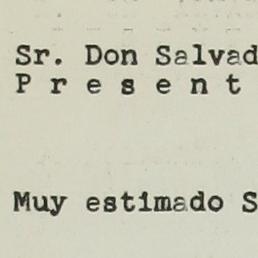 Sr. Don Salvad
P r e s e n t
Muy estimado S